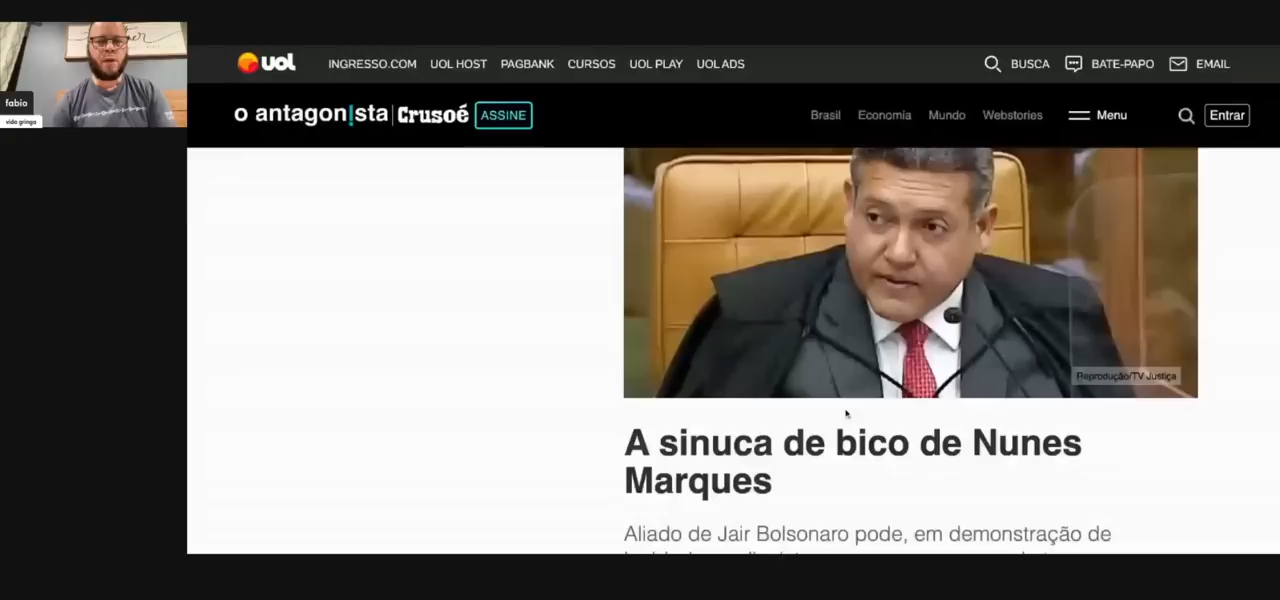 uol INGRESSO.COM UOL HOST PAGBANK CURSOS UOL PLAY UOL ADS BUSCA BATE-PAPO EMAIL
fabio
vida gringa
o antagon!sta Crusoé ASSINE Brasil Economia Mundo Webstories Menu Entrar
Reprodução/TV Justiça
A sinuca de bico de Nunes
Marques
Aliado de Jair Bolsonaro pode, em demonstração de